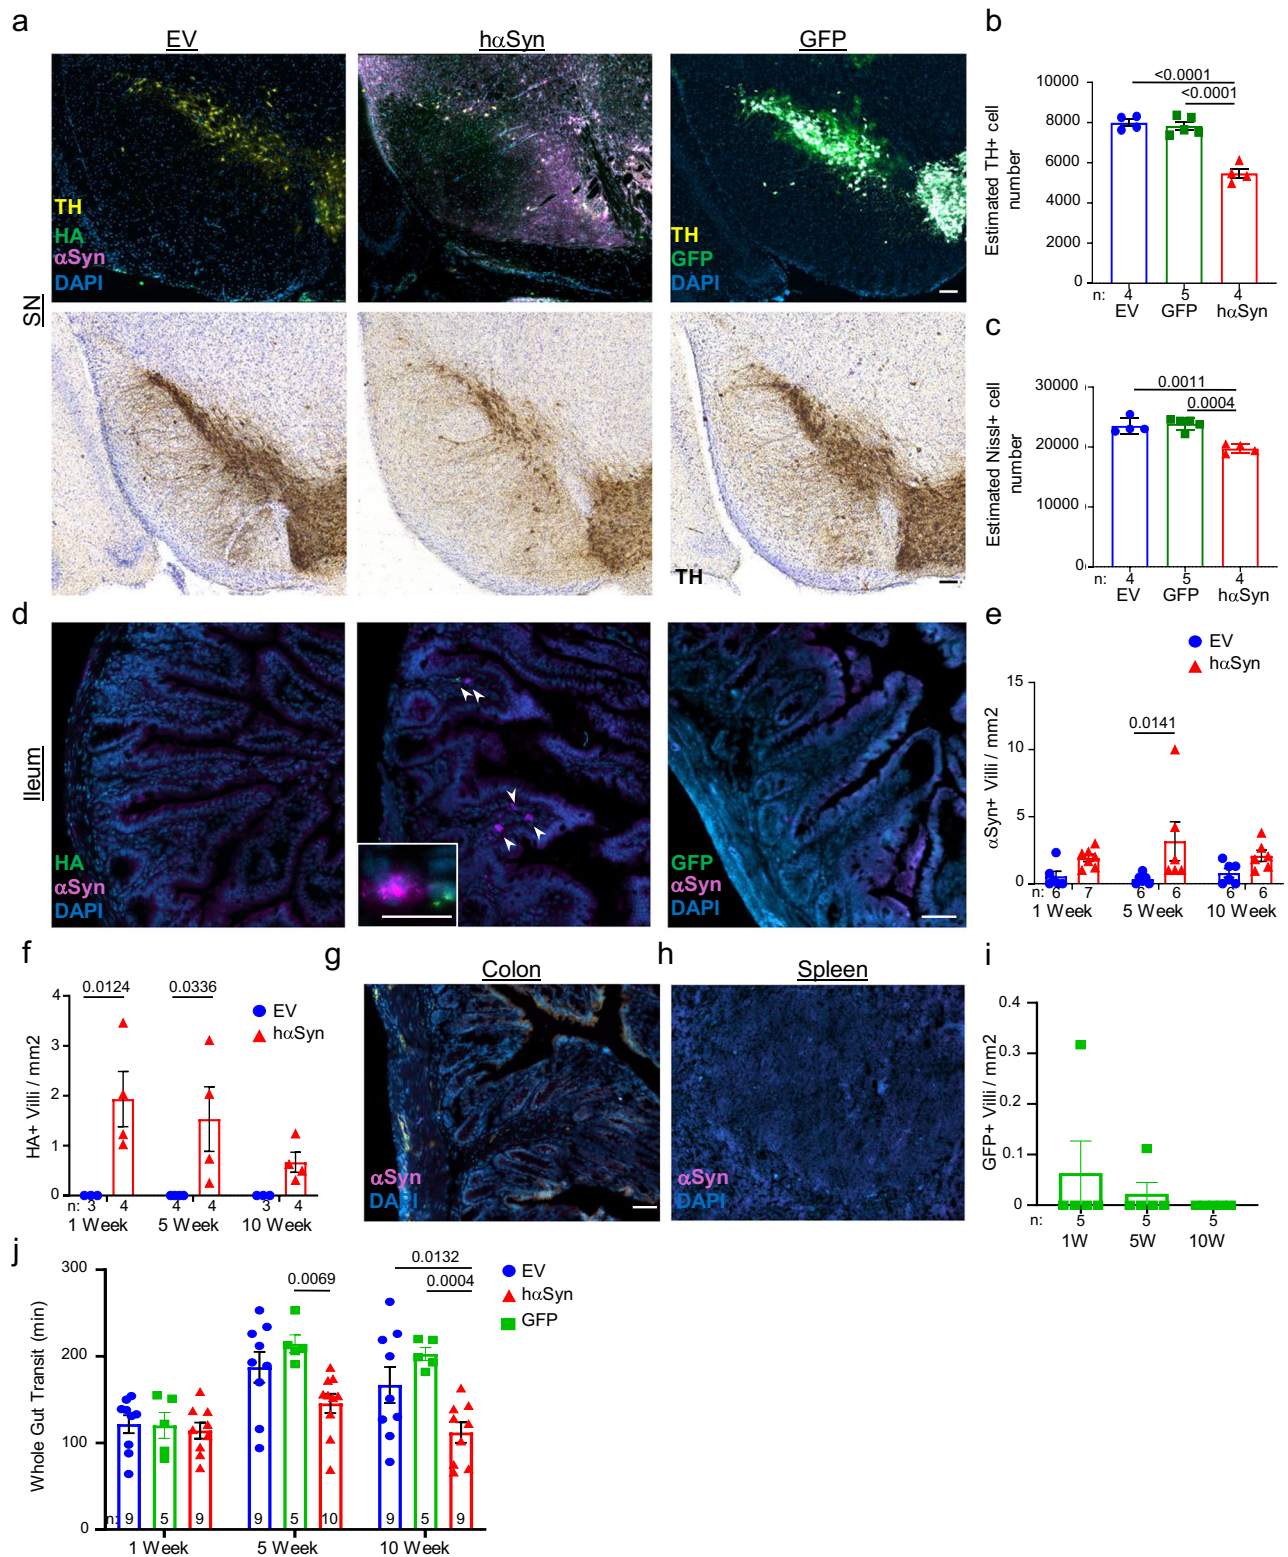 a
EV
hαSyn
GFP
TH
HA
αSyn
DAPI
TH
GFP
DAPI
SN
TH
b
Estimated TH+ cell
number
10000
8000
6000
4000
2000
0
<0.0001
<0.0001
n: 4 5 4
EV GFP hαSyn
c
Estimated Nissl+ cell
number
30000
20000
10000
0
0.0011
0.0004
n: 4 5 4
EV GFP hαSyn
d
Ileum
HA
αSyn
DAPI
GFP
αSyn
DAPI
e
EV
hαSyn
αSyn+ Villi / mm2
15
10
5
0
0.0141
n: 6 7 6 6 6 6
1 Week 5 Week 10 Week
f
HA+ Villi / mm2
4
3
2
1
0
0.0124
0.0336
EV
hαSyn
n: 3 4 4 4 3 4
1 Week 5 Week 10 Week
g
Colon
αSyn
DAPI
h
Spleen
αSyn
DAPI
i
GFP+ Villi / mm2
0.4
0.3
0.2
0.1
0
n: 5 5 5
1W 5W 10W
j
Whole Gut Transit (min)
300
200
100
0
0.0069
0.0132
0.0004
EV
hαSyn
GFP
n: 9 5 9 9 5 10 9 5 9
1 Week 5 Week 10 Week